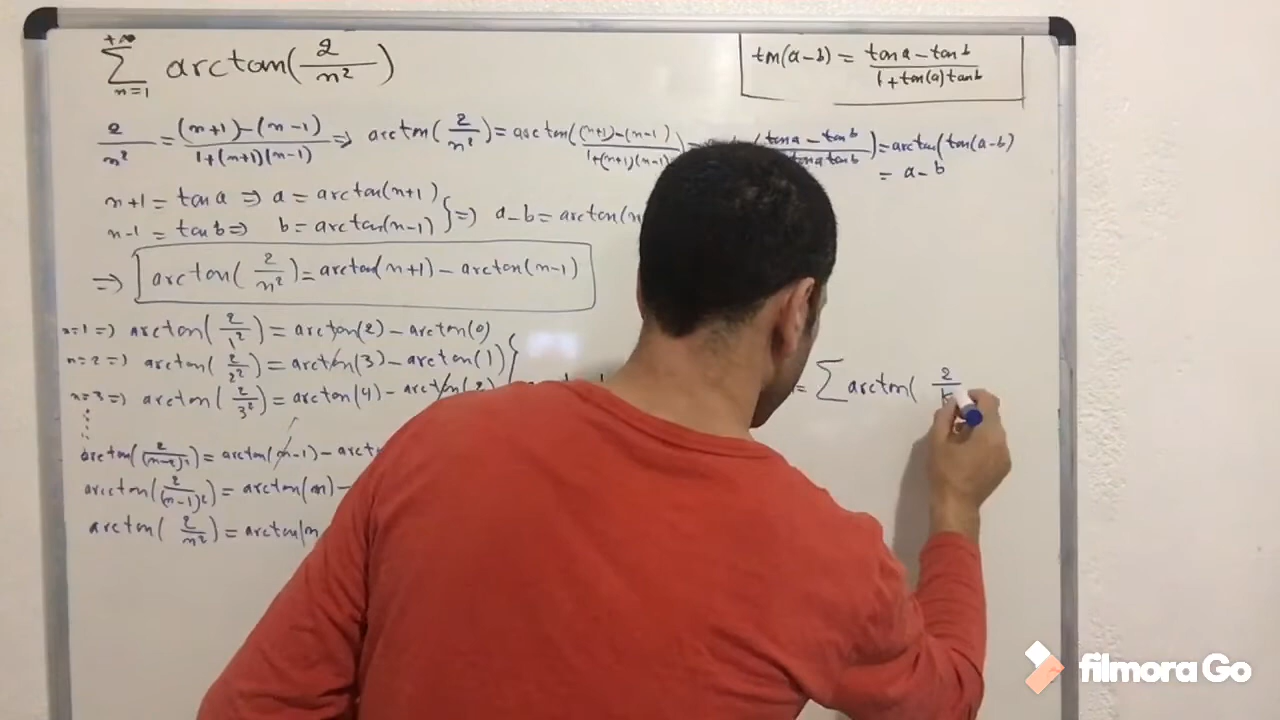 +∞
∑ arctan(2/n²)
n=1
tan(a-b) = (tan a - tan b)/(1+tan(a)tan b)
2/n² = ((n+1)-(n-1))/(1+(n+1)(n-1)) => arctan(2/n²) = arctan(((n+1)-(n-1))/(1+(n+1)(n-1))) = (tan a - tan b / tan a tan b) = arctan(tan(a-b)
= a-b
n+1 = tan a => a = arctan(n+1)
n-1 = tan b => b = arctan(n-1) } => a-b = arctan(n
=> arctan(2/n²) = arctan(n+1) - arctan(n-1)
n=1 => arctan(2/1²) = arctan(2) - arctan(0)
n=2 => arctan(2/2²) = arctan(3) - arctan(1)
n=3 => arctan(2/3²) = arctan(4) - arctan(2)
= ∑ arctan( 2/k
arctan(2/(n-2)²) = arctan(n-1) - arct
arctan(2/(n-1)²) = arctan(n) -
arctan(2/n²) = arctan(n
filmora Go